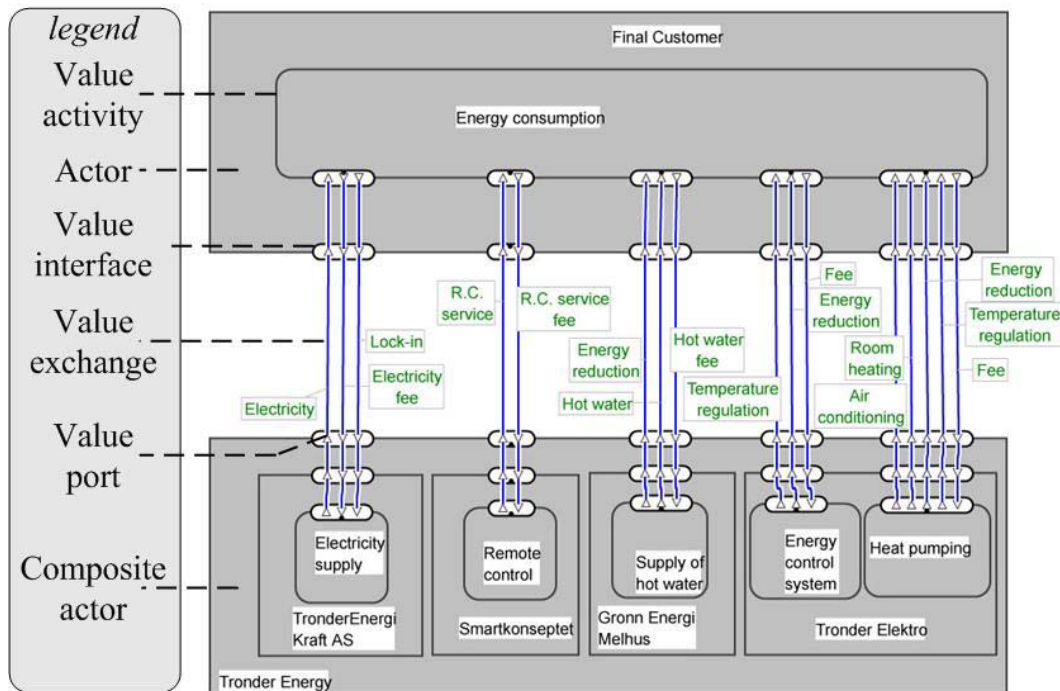 legend
Value
activity
Actor
Value
interface
Value
exchange
Value
port
Composite
actor
Final Customer
Energy consumption
R.C.
service
R.C. service
fee
Lock-in
Electricity
fee
Electricity
Energy
reduction
Hot water
fee
Hot water
Fee
Energy
reduction
Temperature
regulation
Energy
reduction
Temperature
regulation
Room
heating
Fee
Air
conditioning
Electricity
supply
TronderEnergi
Kraft AS
Remote
control
Smartkonseptet
Supply of
hot water
Gronn Energi
Melhus
Energy
control
system
Heat pumping
Tronder Elektro
Tronder Energy